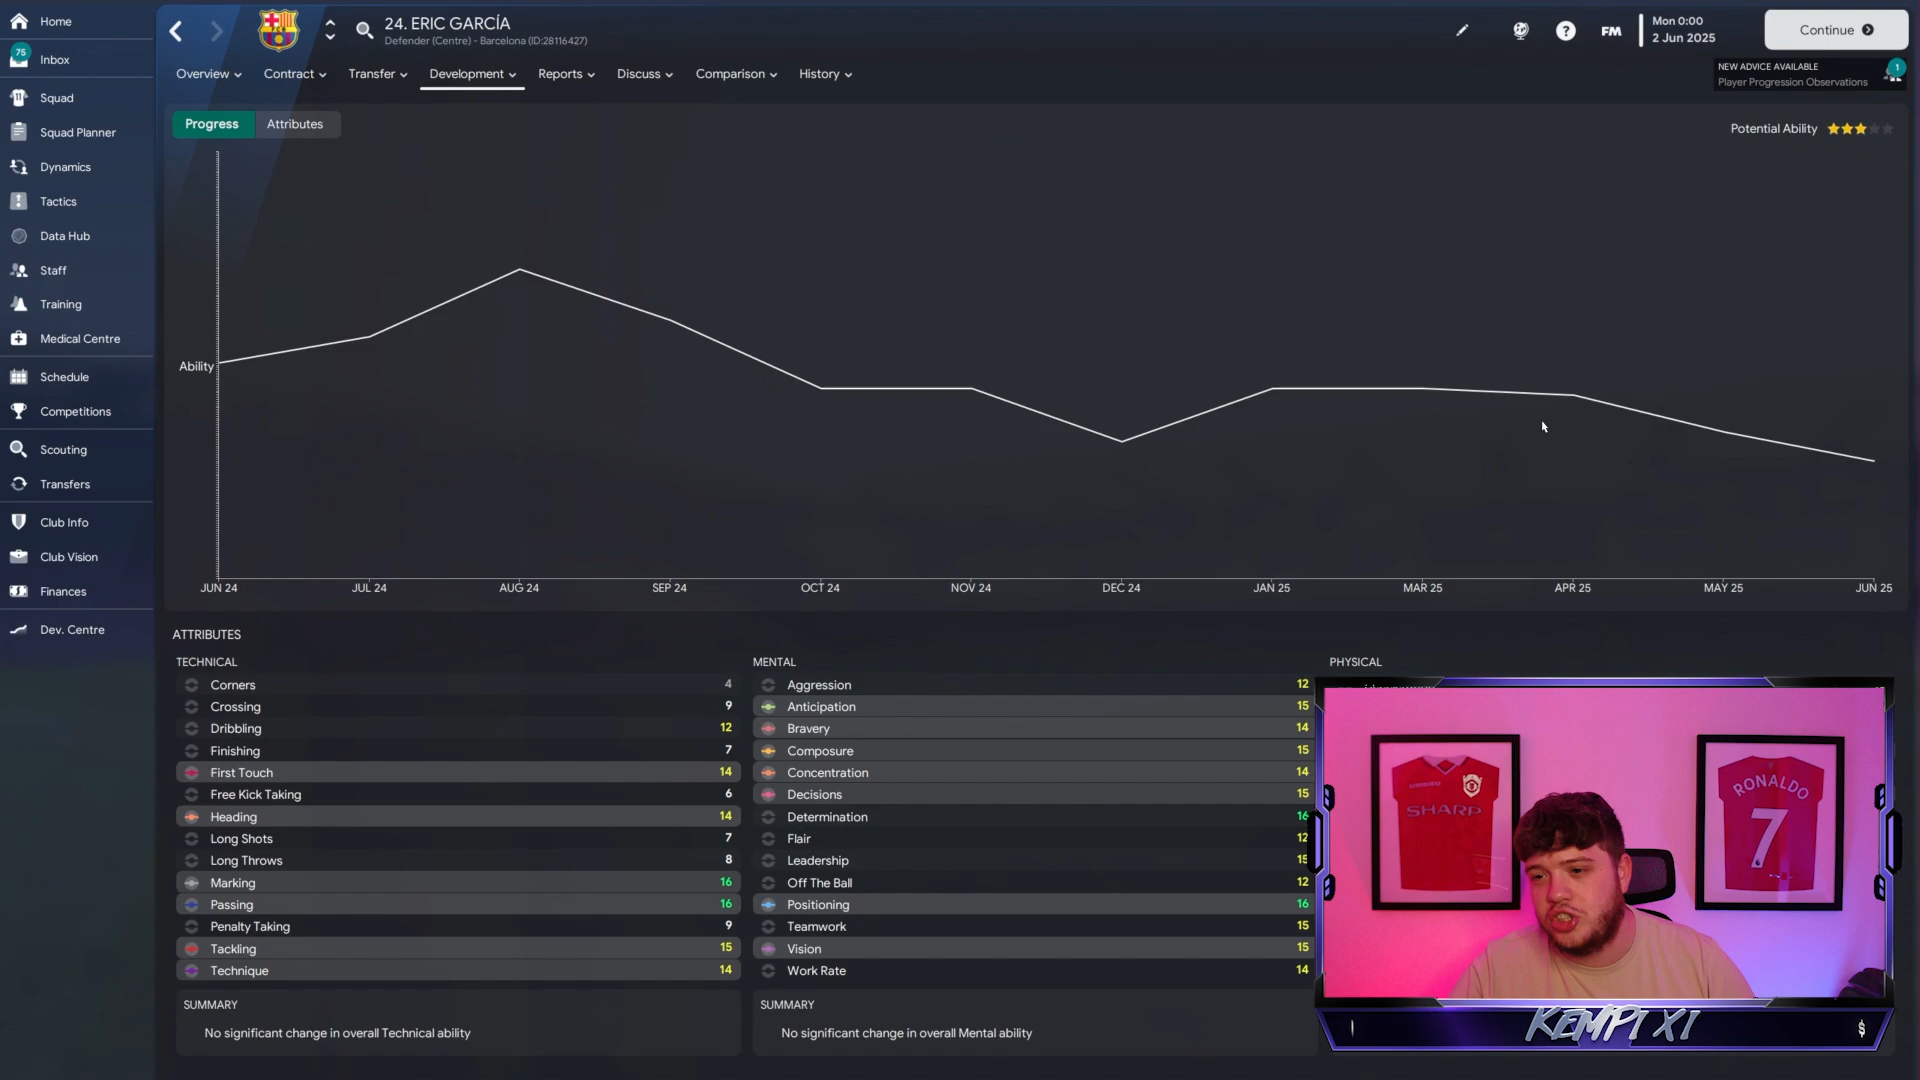 Home
75
Inbox
Squad
Squad Planner
Dynamics
Tactics
Data Hub
Staff
Training
Medical Centre
Schedule
Competitions
Scouting
Transfers
Club Info
Club Vision
Finances
Dev. Centre
24. ERIC GARCÍA
Defender (Centre) - Barcelona (ID:28116427)
FM
Mon 0:00
2 Jun 2025
Continue
Overview
Contract
Transfer
Development
Reports
Discuss
Comparison
History
NEW ADVICE AVAILABLE
Player Progression Observations
1
Progress
Attributes
Potential Ability
Ability
JUN 24 JUL 24 AUG 24 SEP 24 OCT 24 NOV 24 DEC 24 JAN 25 MAR 25 APR 25 MAY 25 JUN 25
ATTRIBUTES
TECHNICAL
Corners 4
Crossing 9
Dribbling 12
Finishing 7
First Touch 14
Free Kick Taking 6
Heading 14
Long Shots 7
Long Throws 8
Marking 16
Passing 16
Penalty Taking 9
Tackling 15
Technique 14
SUMMARY
No significant change in overall Technical ability
MENTAL
Aggression 12
Anticipation 15
Bravery 14
Composure 15
Concentration 14
Decisions 15
Determination 16
Flair 12
Leadership 15
Off The Ball 12
Positioning 16
Teamwork 15
Vision 15
Work Rate 14
SUMMARY
No significant change in overall Mental ability
PHYSICAL
UMBRO
SHARP
RONALDO
7
KEMPI XI
$